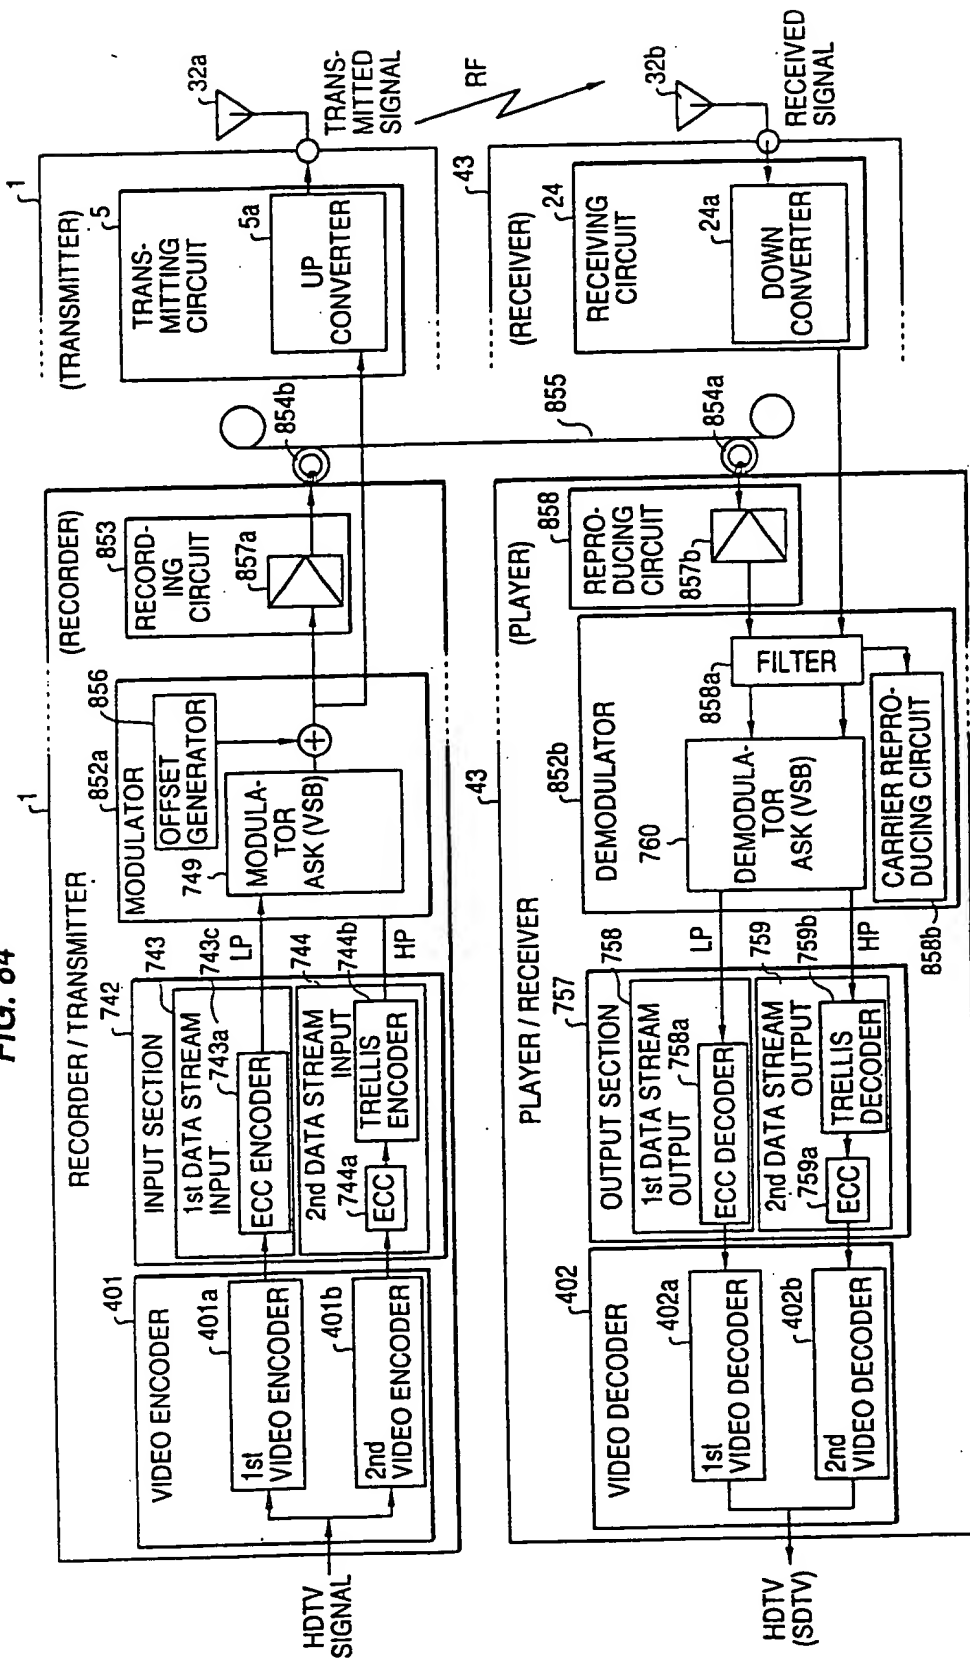 FIG. 84
RECORDER / TRANSMITTER
1
1
VIDEO ENCODER
401
401a
1st
VIDEO ENCODER
401b
2nd
VIDEO ENCODER
HDTV
SIGNAL
INPUT SECTION
742
743
743c
1st DATA STREAM
INPUT
743a
ECC ENCODER
LP
744
744b
2nd DATA STREAM
INPUT
744a
ECC
TRELLIS
ENCODER
HP
MODULATOR
852a
856
OFFSET
GENERATOR
749
MODULA-
TOR
ASK (VSB)
(RECORDER)
853
RECORD-
ING
CIRCUIT
857a
854b
(TRANSMITTER)
5
TRANS-
MITTING
CIRCUIT
5a
UP
CONVERTER
32a
TRANS-
MITTED
SIGNAL
RF
855
PLAYER / RECEIVER
43
43
VIDEO DECODER
402
402a
1st
VIDEO DECODER
402b
2nd
VIDEO DECODER
HDTV
(SDTV)
OUTPUT SECTION
757
758
1st DATA STREAM
OUTPUT
758a
ECC DECODER
LP
759
759b
2nd DATA STREAM
OUTPUT
759a
ECC
TRELLIS
DECODER
HP
DEMODULATOR
852b
760
DEMODULA-
TOR
ASK (VSB)
858a
FILTER
CARRIER REPRO-
DUCING CIRCUIT
858b
(PLAYER)
858
REPRO-
DUCING
CIRCUIT
857b
854a
(RECEIVER)
24
RECEIVING
CIRCUIT
24a
DOWN
CONVERTER
32b
RECEIVED
SIGNAL